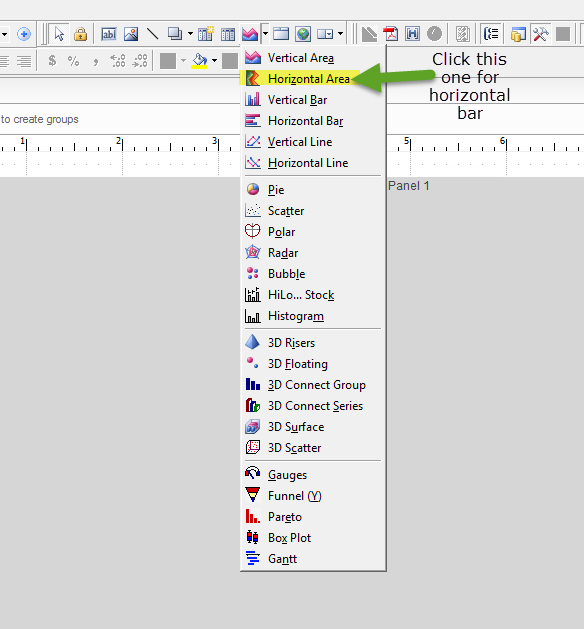 Click this
one for
horizontal
bar
$ % ,
to create groups
1 2 3 5 6
Panel 1
Vertical Area
Horizontal Area
Vertical Bar
Horizontal Bar
Vertical Line
Horizontal Line
Pie
Scatter
Polar
Radar
Bubble
HiLo... Stock
Histogram
3D Risers
3D Floating
3D Connect Group
3D Connect Series
3D Surface
3D Scatter
Gauges
Funnel (Y)
Pareto
Box Plot
Gantt